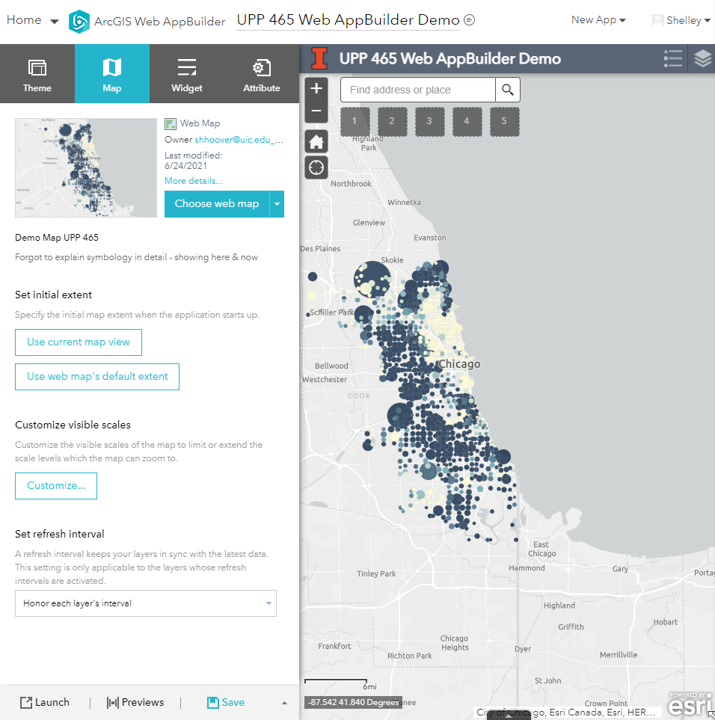 Home
ArcGIS Web AppBuilder
UPP 465 Web AppBuilder Demo
New App
Shelley
Theme
Map
Widget
Attribute
Web Map
Owner shhoover@uic.edu_...
Last modified:
6/24/2021
More details...
Choose web map
Demo Map UPP 465
Forgot to explain symbology in detail - showing here & now
Set initial extent
Specify the initial map extent when the application starts up.
Use current map view
Use web map's default extent
Customize visible scales
Customize the visible scales of the map to limit or extend the
scale levels which the map can zoom to.
Customize...
Set refresh interval
A refresh interval keeps your layers in sync with the latest data.
This setting is only applicable to the layers whose refresh
intervals are activated.
Honor each layer's interval
Launch
Previews
Save
UPP 465 Web AppBuilder Demo
+
−
Find address or place
1 2 3 4 5
Highland
Park
Northbrook
Winnetka
Glenview
Evanston
Des Plaines
Skokie
Schiller Park
Bellwood
Westchester
Chicago
COOK
East
Chicago
Hammond
Gary
Portag
Tinley Park
Highland
Griffith
Hobart
Chicago
Heights
Frankfort
Richton Park
Dyer
Merrillville
St John
Crown Point
6mi
-87.542 41.840 Degrees
City of Chicago, Esri Canada, Esri, HER...
POWERED BY
esri